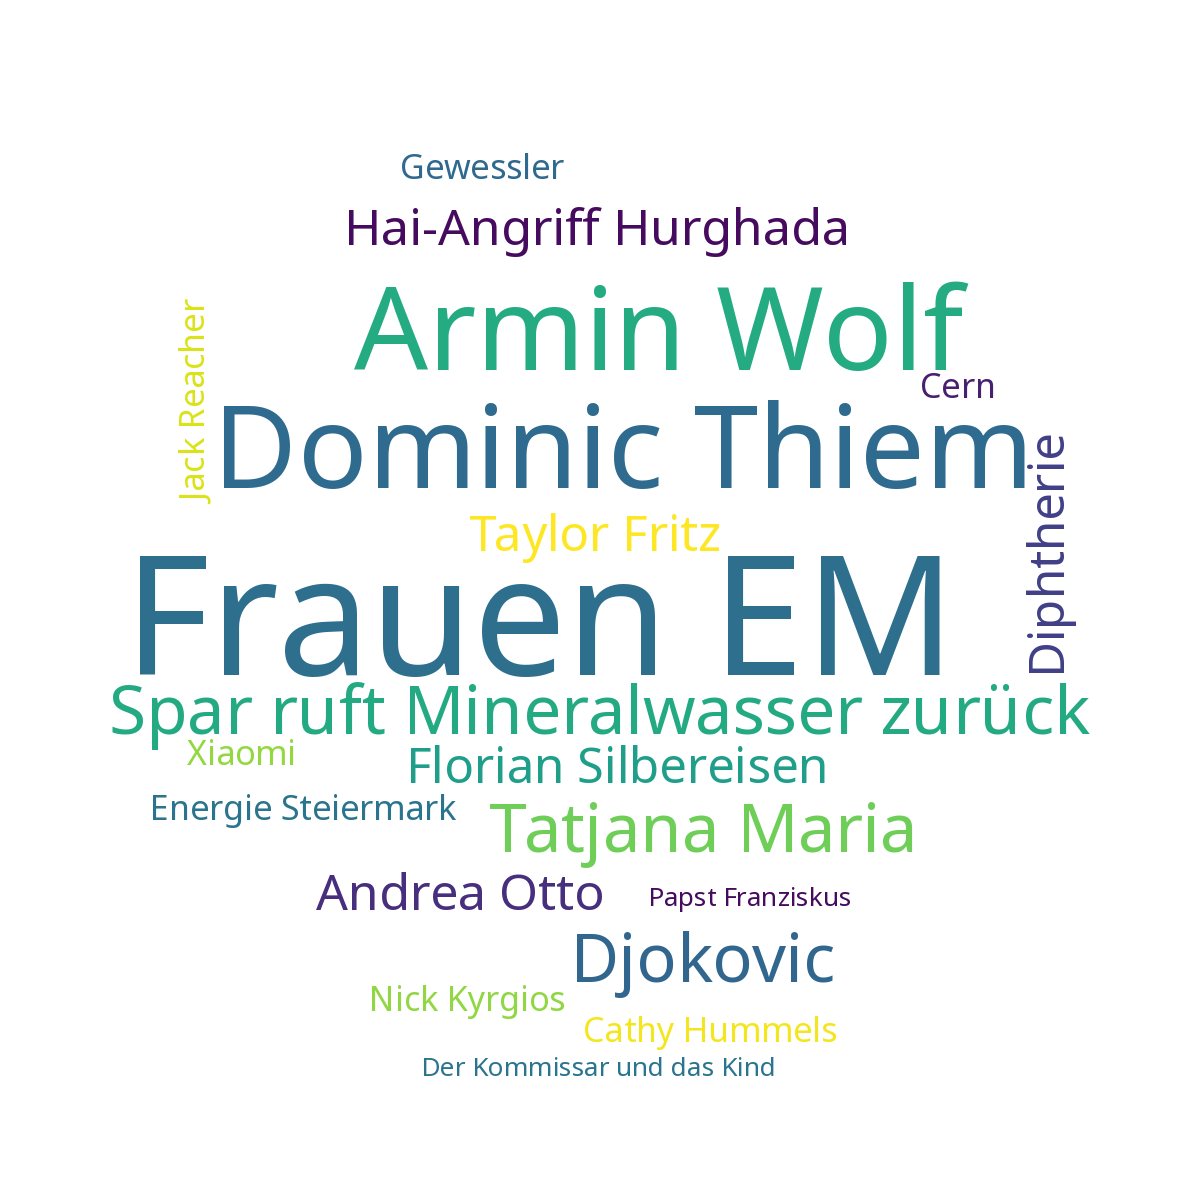 Gewessler
Hai-Angriff Hurghada
Armin Wolf
Jack Reacher
Cern
Dominic Thiem
Diphtherie
Taylor Fritz
Frauen EM
Spar ruft Mineralwasser zurück
Xiaomi
Florian Silbereisen
Energie Steiermark
Tatjana Maria
Andrea Otto
Papst Franziskus
Djokovic
Nick Kyrgios
Cathy Hummels
Der Kommissar und das Kind